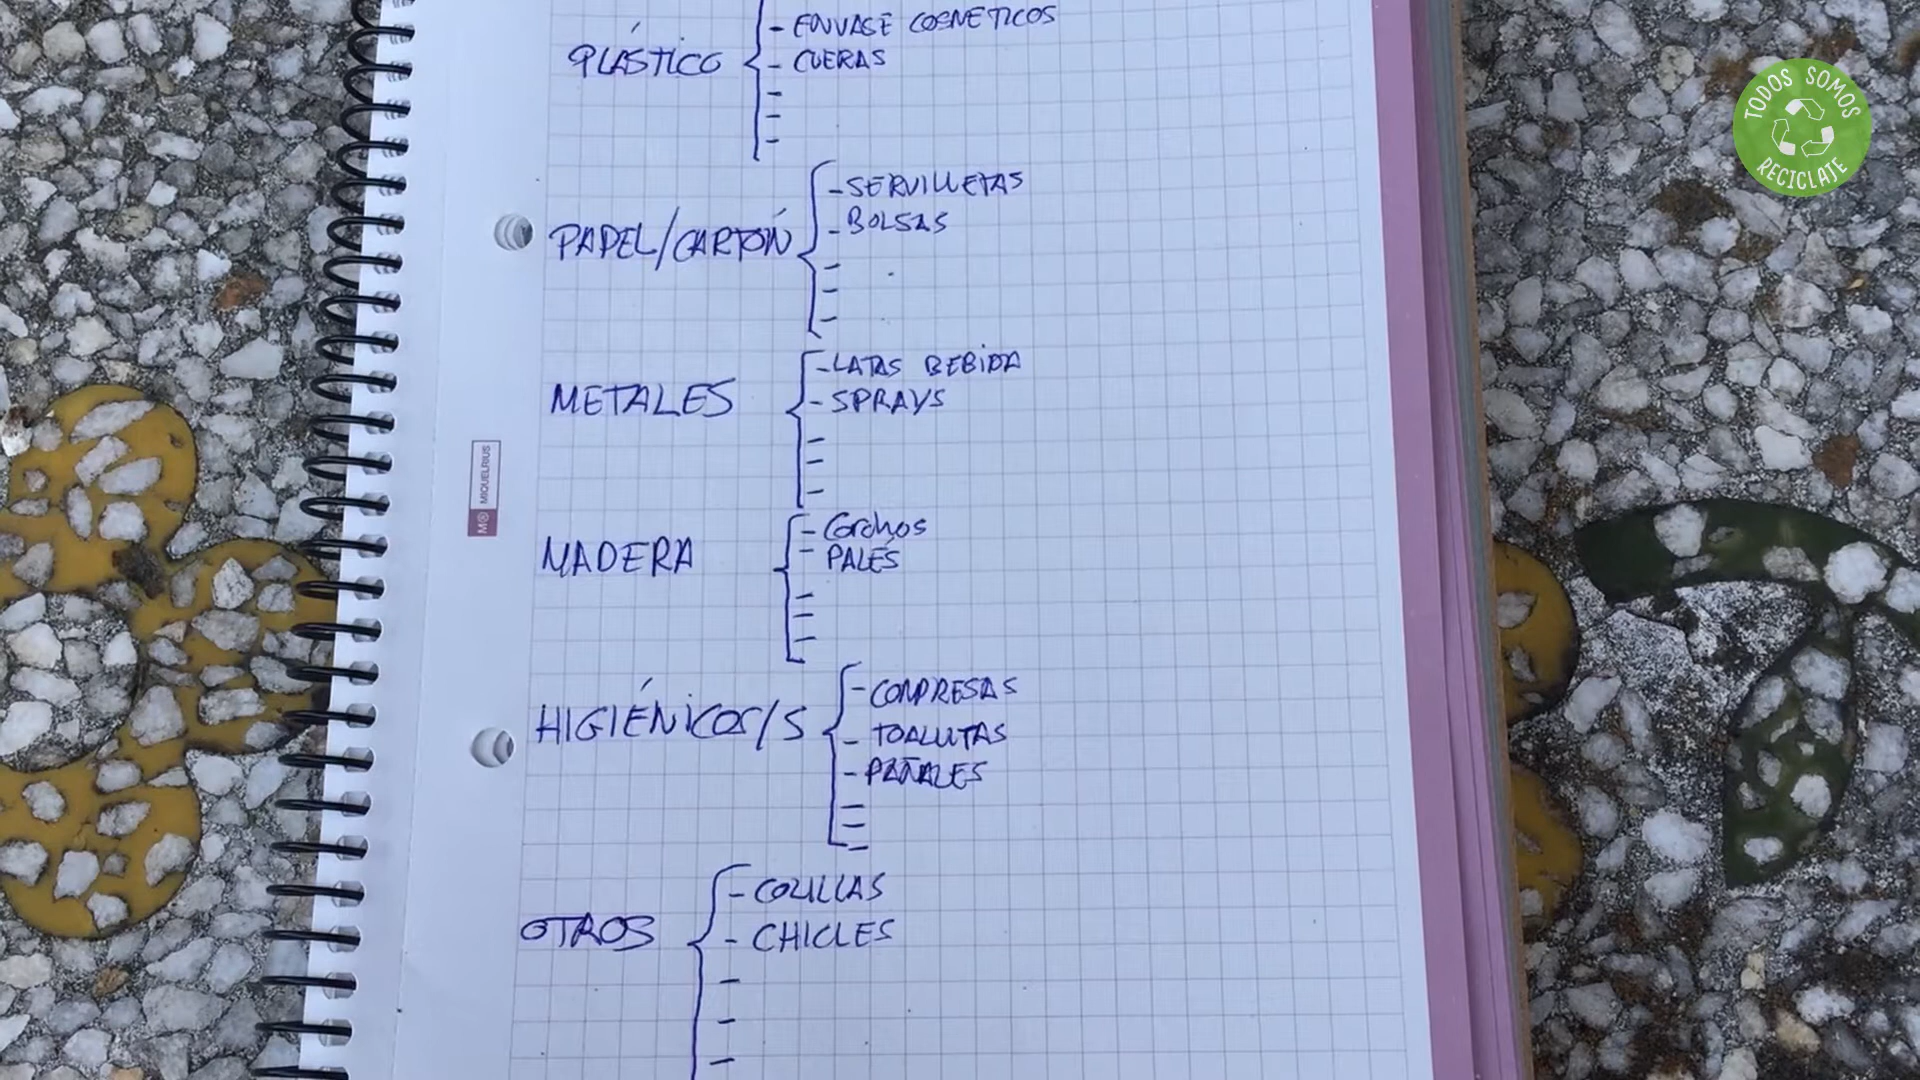 - ENVASE COSMETICOS
PLÁSTICO - CUERAS
- SERVILLETAS
PAPEL/CARTÓN - BOLSAS
- LATAS BEBIDA
METALES - SPRAYS
- Corchos
MADERA - PALÉS
- COMPRESAS
HIGIÉNICOS/S - TOALLITAS
- PAÑALES
- COLILLAS
OTROS - CHICLES
MIQUELRIUS
TODOS SOMOS
RECICLAJE